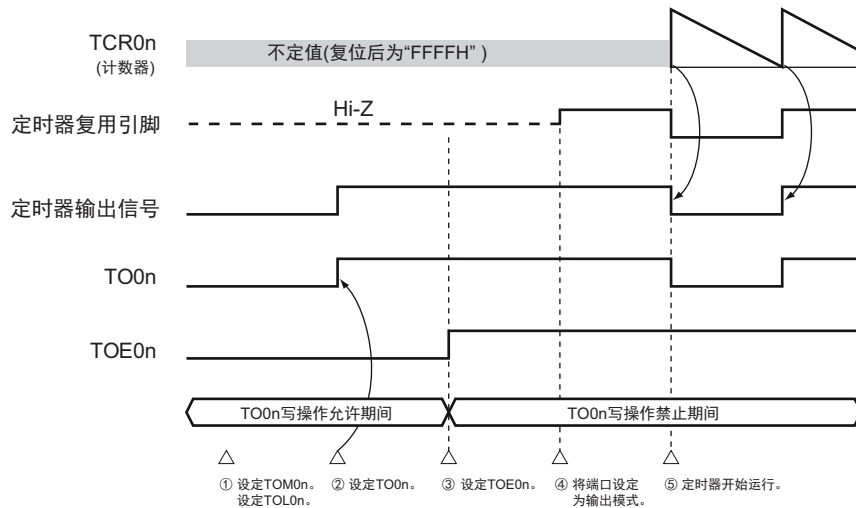 TCR0n
(计数器)
不定值(复位后为“FFFFH” )
定时器复用引脚
Hi-Z
定时器输出信号
TO0n
TOE0n
TO0n写操作允许期间
TO0n写操作禁止期间
① 设定TOM0n。
设定TOL0n。
② 设定TO0n。
③ 设定TOE0n。
④ 将端口设定
为输出模式。
⑤ 定时器开始运行。